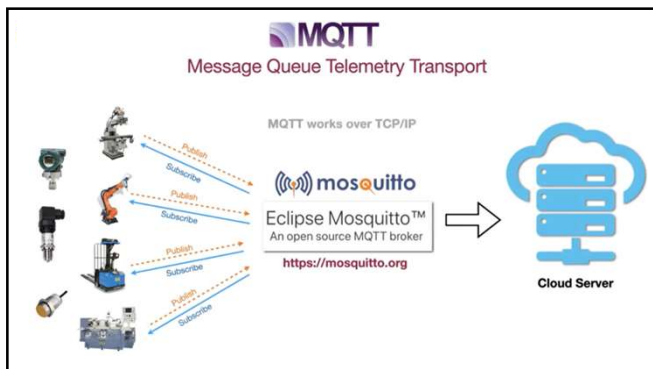 MQTT
Message Queue Telemetry Transport
MQTT works over TCP/IP
Publish
Subscribe
Publish
Subscribe
Publish
Subscribe
Publish
Subscribe
mosquitto
Eclipse Mosquitto™
An open source MQTT broker
https://mosquitto.org
Cloud Server